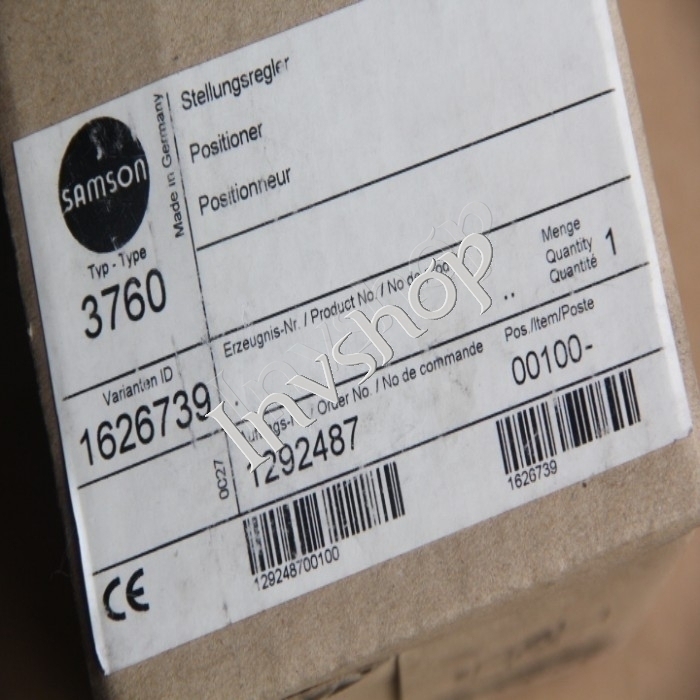 SAMSON
Made in Germany
Stellungsregler
Positioner
Positionneur
Typ - Type
3760
Erzeugnis-Nr. / Product No. / No de
..
Menge
Quantity
Quantité
1
Varianten ID
1626739
/ Order No. / No de commande
1292487
Pos./Item/Poste
00100-
0C27
129248700100
1626739
CE
Invshop